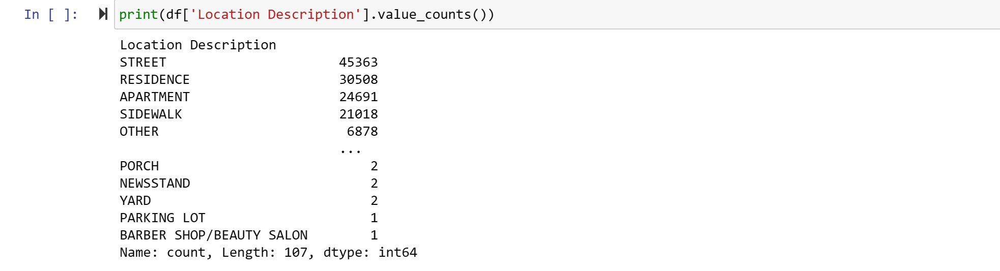 In [ ]: print(df['Location Description'].value_counts())
Location Description
STREET 45363
RESIDENCE 30508
APARTMENT 24691
SIDEWALK 21018
OTHER 6878
...
PORCH 2
NEWSSTAND 2
YARD 2
PARKING LOT 1
BARBER SHOP/BEAUTY SALON 1
Name: count, Length: 107, dtype: int64